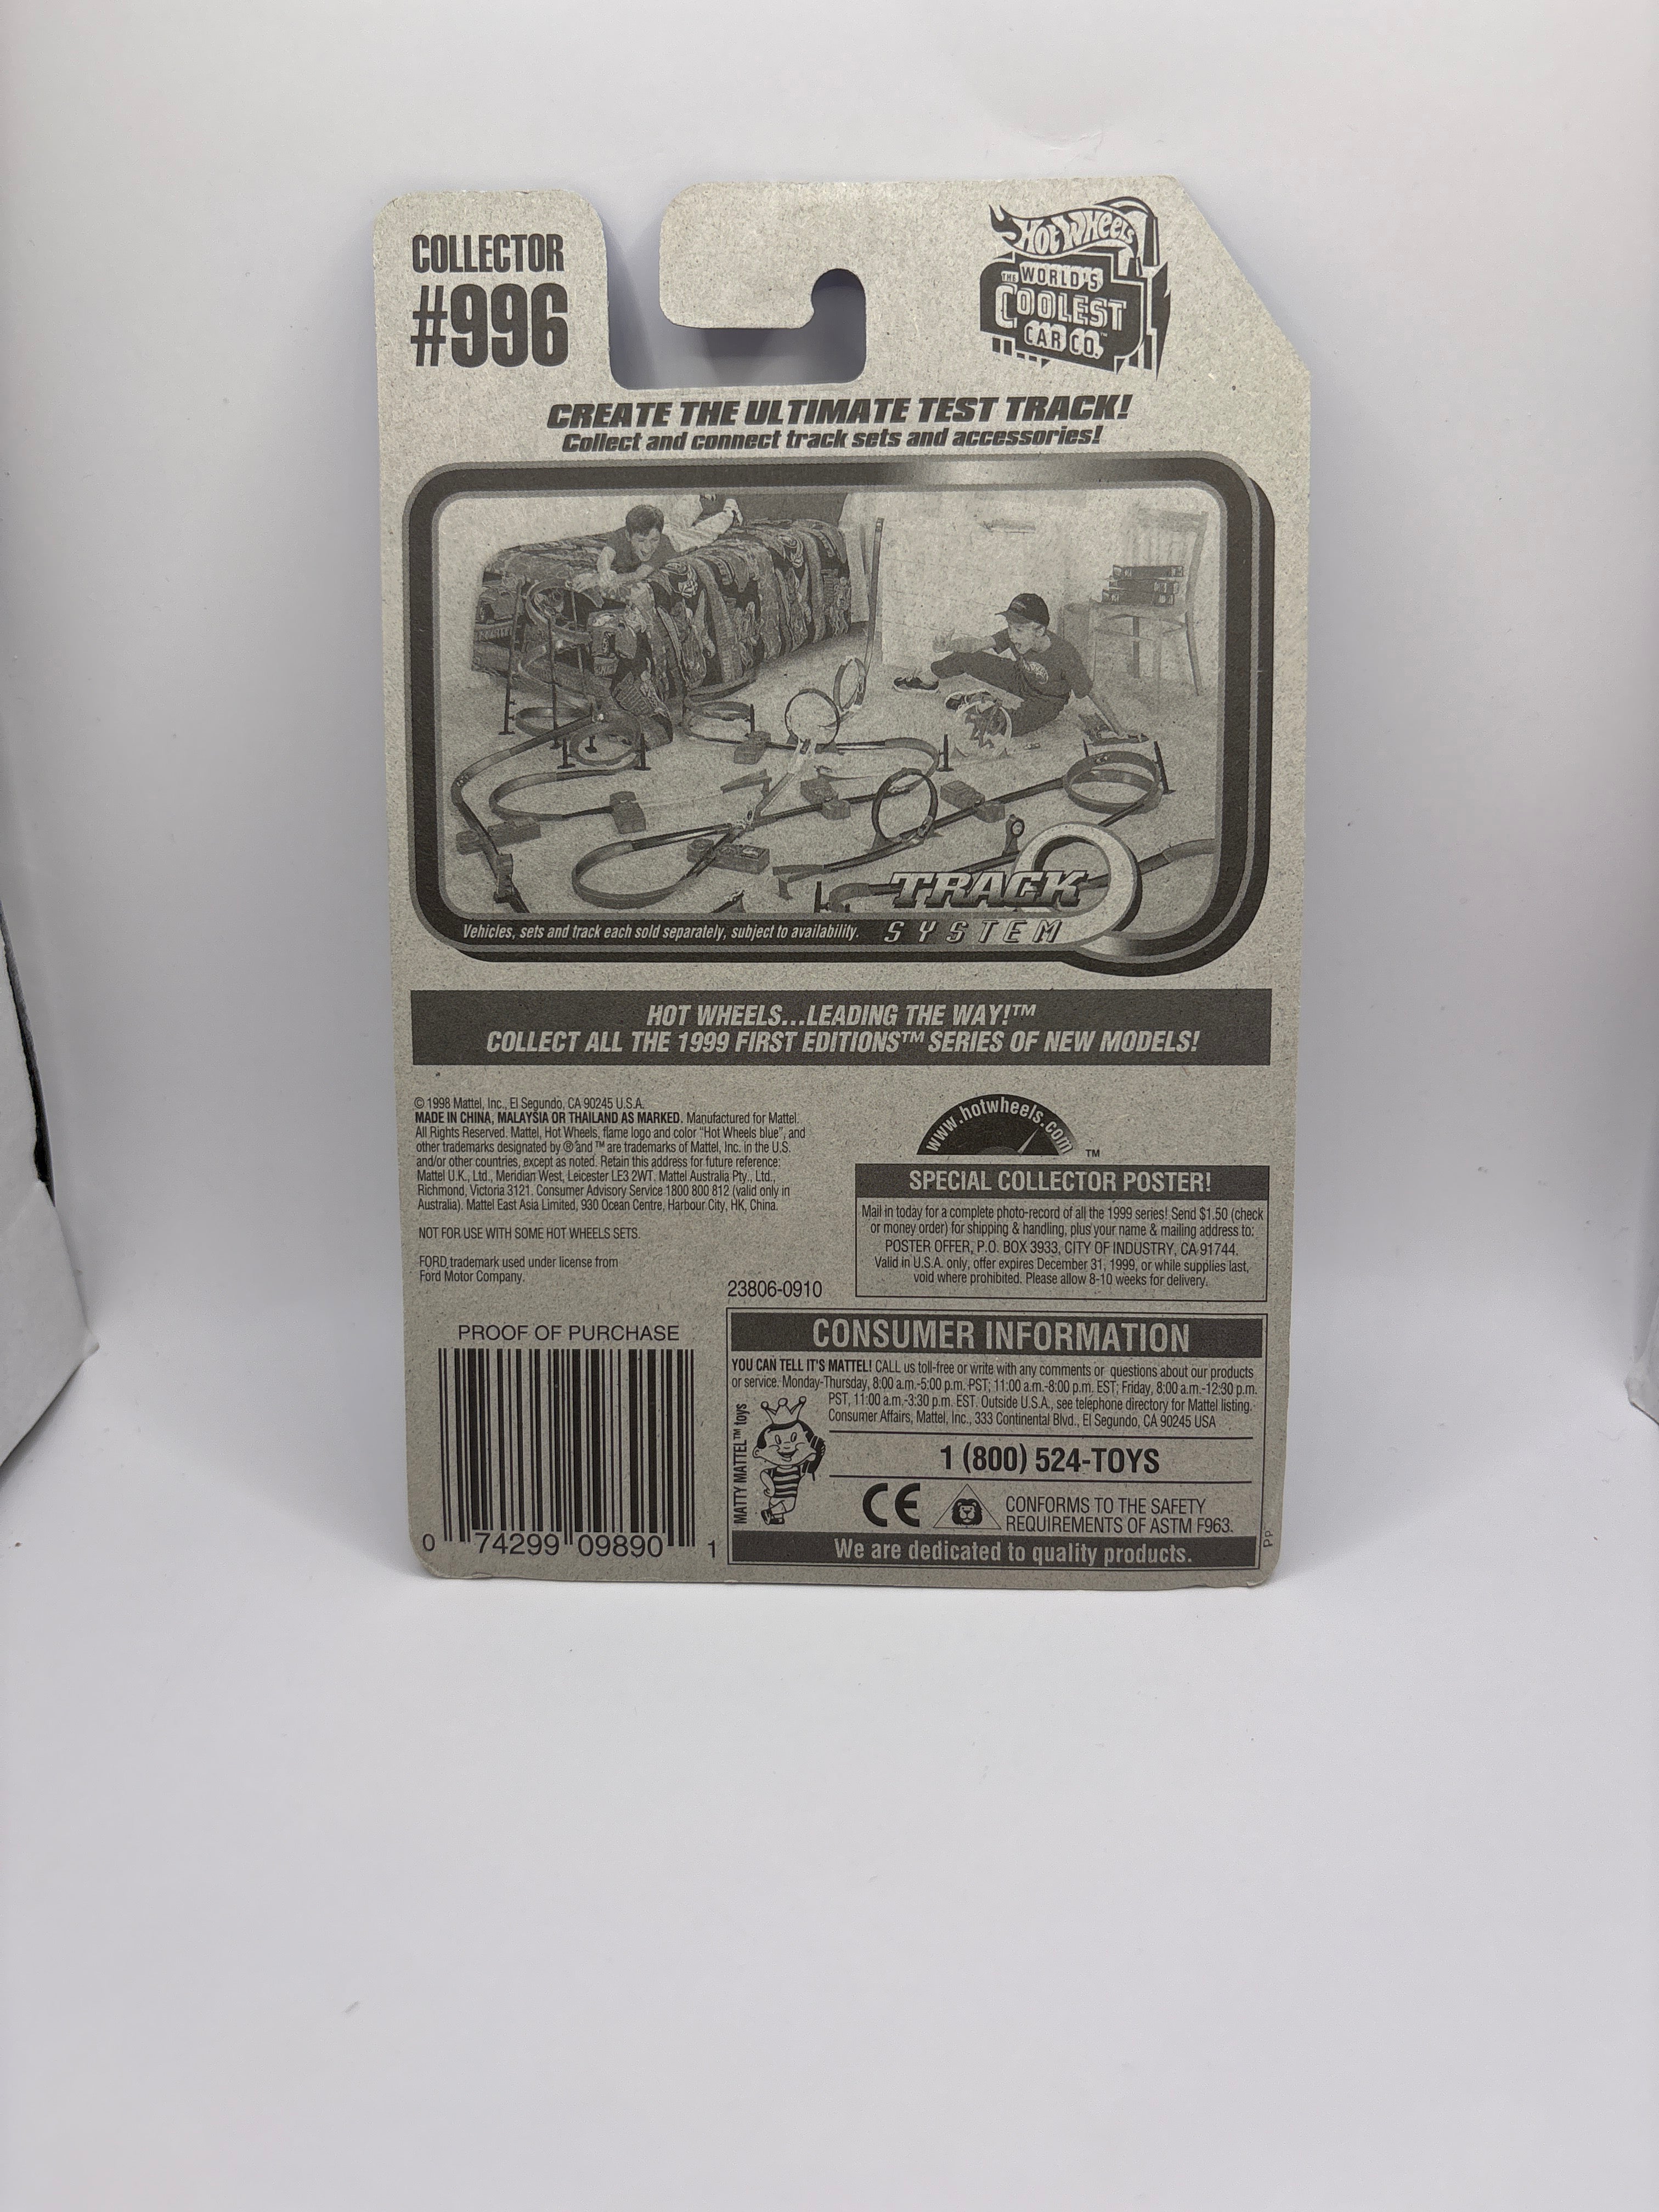 COLLECTOR
#996
HOT WHEELS
THE WORLD'S
COOLEST
CAR CO.™
CREATE THE ULTIMATE TEST TRACK!
Collect and connect track sets and accessories!
TRACK
SYSTEM
Vehicles, sets and track each sold separately, subject to availability.
HOT WHEELS...LEADING THE WAY!™
COLLECT ALL THE 1999 FIRST EDITIONS™ SERIES OF NEW MODELS!
© 1998 Mattel, Inc., El Segundo, CA 90245 U.S.A.
MADE IN CHINA, MALAYSIA OR THAILAND AS MARKED. Manufactured for Mattel.
All Rights Reserved. Mattel, Hot Wheels, flame logo and color "Hot Wheels blue", and
other trademarks designated by ® and ™ are trademarks of Mattel, Inc. in the U.S.
and/or other countries, except as noted. Retain this address for future reference:
Mattel U.K., Ltd., Meridian West, Leicester LE3 2WT. Mattel Australia Pty., Ltd.,
Richmond, Victoria 3121. Consumer Advisory Service 1800 800 812 (valid only in
Australia). Mattel East Asia Limited, 930 Ocean Centre, Harbour City, HK, China.
NOT FOR USE WITH SOME HOT WHEELS SETS.
FORD trademark used under license from
Ford Motor Company.
23806-0910
www.hotwheels.com
™
SPECIAL COLLECTOR POSTER!
Mail in today for a complete photo-record of all the 1999 series! Send $1.50 (check
or money order) for shipping & handling, plus your name & mailing address to:
POSTER OFFER, P.O. BOX 3933, CITY OF INDUSTRY, CA 91744.
Valid in U.S.A. only, offer expires December 31, 1999, or while supplies last,
void where prohibited. Please allow 8-10 weeks for delivery.
PROOF OF PURCHASE
0 74299 09890 1
CONSUMER INFORMATION
YOU CAN TELL IT'S MATTEL! CALL us toll-free or write with any comments or questions about our products
or service. Monday-Thursday, 8:00 a.m.-5:00 p.m. PST; 11:00 a.m.-8:00 p.m. EST; Friday, 8:00 a.m.-12:30 p.m.
PST, 11:00 a.m.-3:30 p.m. EST. Outside U.S.A., see telephone directory for Mattel listing.
Consumer Affairs, Mattel, Inc., 333 Continental Blvd., El Segundo, CA 90245 USA
MATTY MATTEL™ toys
1 (800) 524-TOYS
CE
CONFORMS TO THE SAFETY
REQUIREMENTS OF ASTM F963.
We are dedicated to quality products.
PP